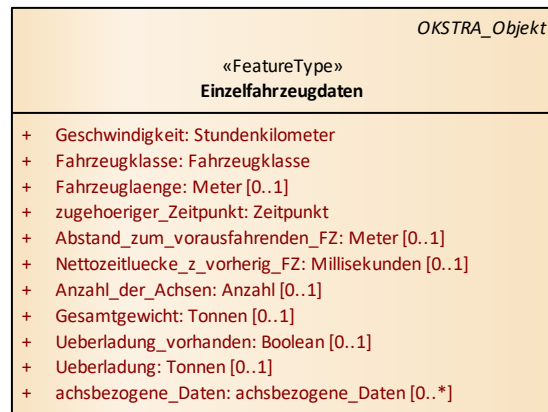 OKSTRA_Objekt
«FeatureType»
Einzelfahrzeugdaten
+ Geschwindigkeit: Stundenkilometer
+ Fahrzeugklasse: Fahrzeugklasse
+ Fahrzeuglaenge: Meter [0..1]
+ zugehoeriger_Zeitpunkt: Zeitpunkt
+ Abstand_zum_vorausfahrenden_FZ: Meter [0..1]
+ Nettozeitluecke_z_vorherig_FZ: Millisekunden [0..1]
+ Anzahl_der_Achsen: Anzahl [0..1]
+ Gesamtgewicht: Tonnen [0..1]
+ Ueberladung_vorhanden: Boolean [0..1]
+ Ueberladung: Tonnen [0..1]
+ achsbezogene_Daten: achsbezogene_Daten [0..*]